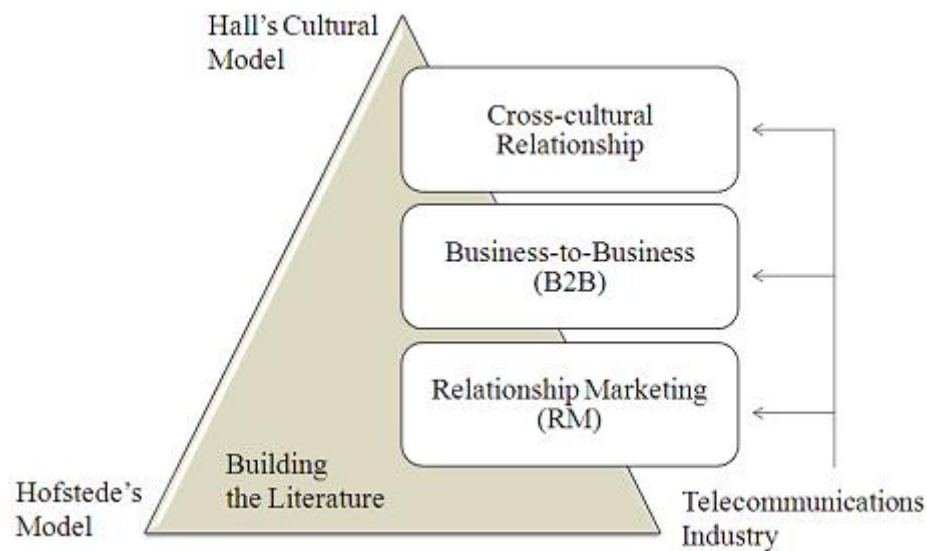 Hall's Cultural
Model
Cross-cultural
Relationship
Business-to-Business
(B2B)
Relationship Marketing
(RM)
Building
the Literature
Hofstede's
Model
Telecommunications
Industry